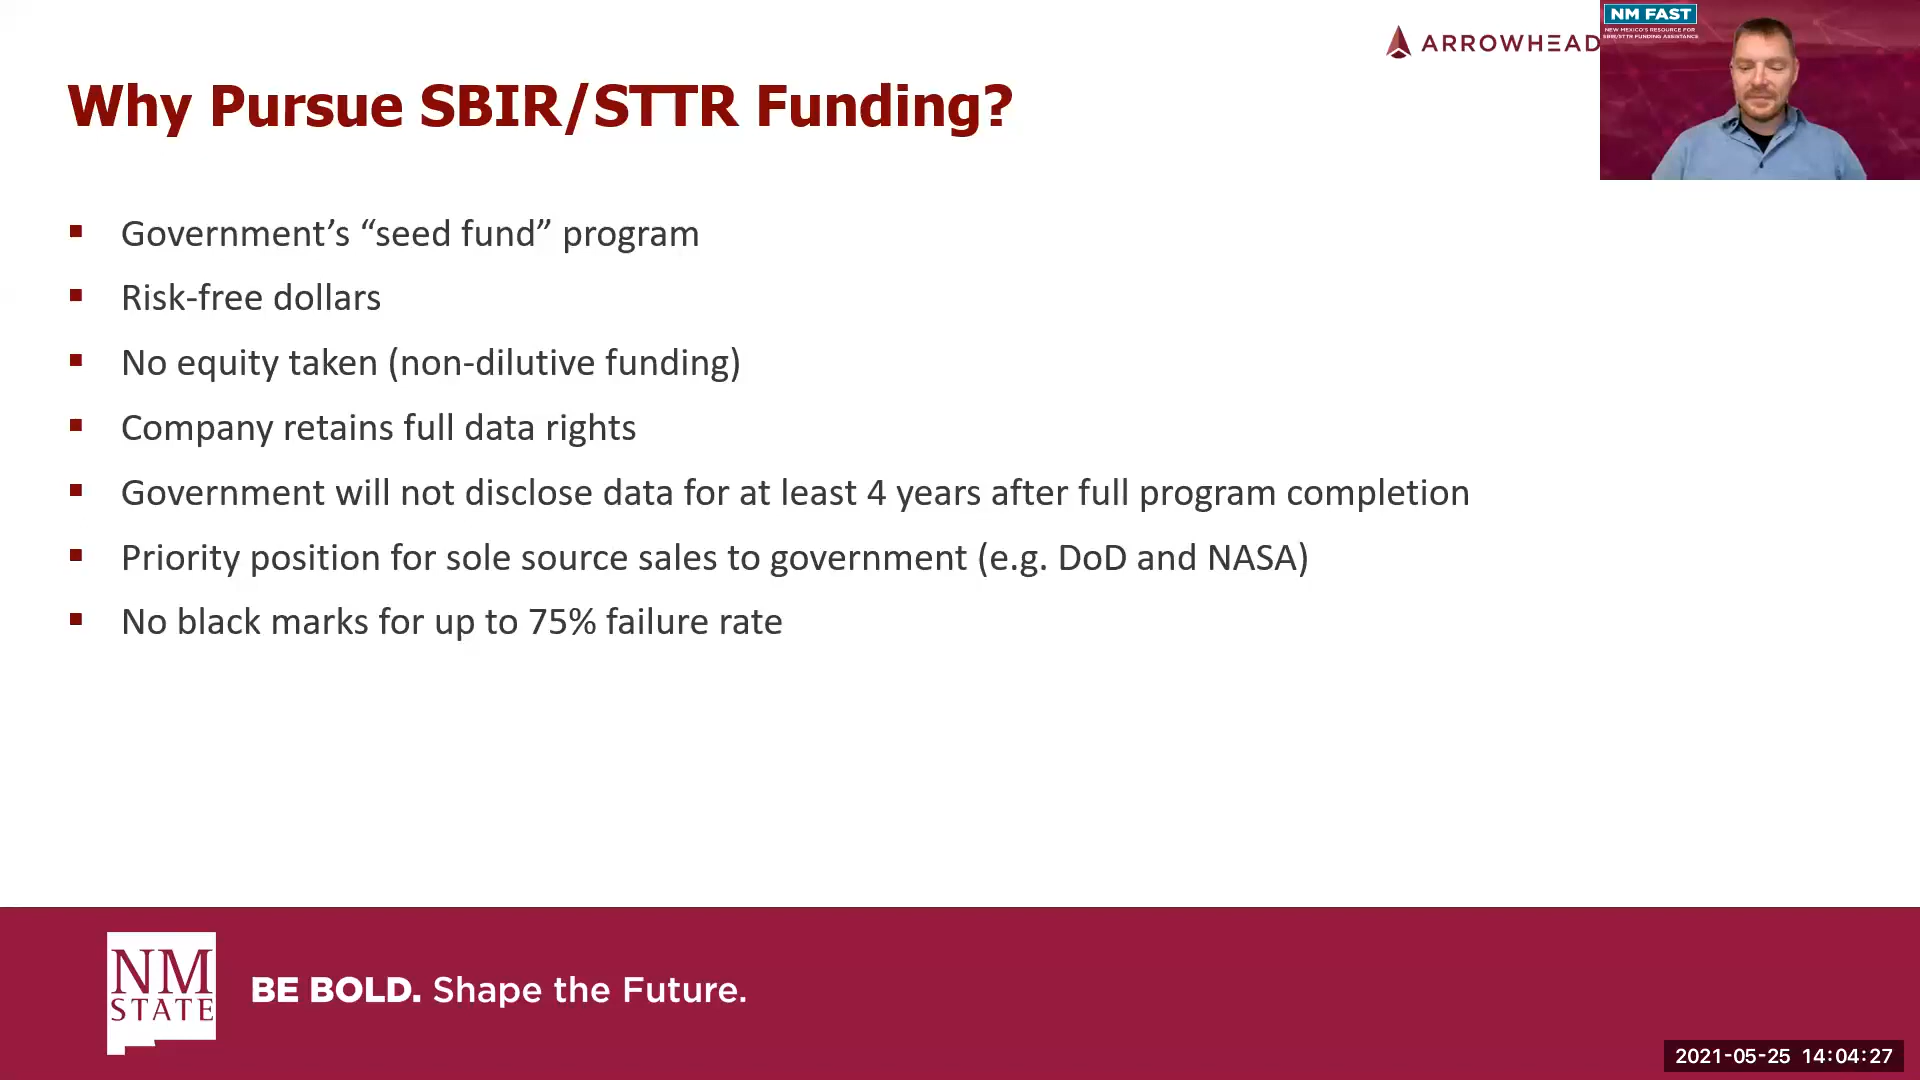 ARROWHEAD
NM FAST
NEW MEXICO'S RESOURCE FOR
SBIR/STTR FUNDING ASSISTANCE
Why Pursue SBIR/STTR Funding?
▪ Government’s “seed fund” program
▪ Risk-free dollars
▪ No equity taken (non-dilutive funding)
▪ Company retains full data rights
▪ Government will not disclose data for at least 4 years after full program completion
▪ Priority position for sole source sales to government (e.g. DoD and NASA)
▪ No black marks for up to 75% failure rate
NM
STATE
BE BOLD. Shape the Future.
2021-05-25 14:04:27